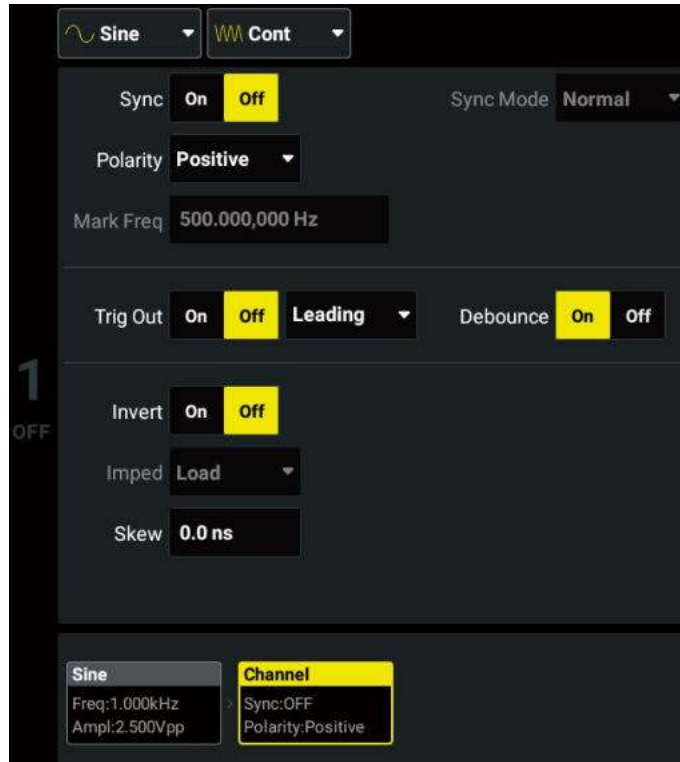 Sine Cont
Sync On Off Sync Mode Normal
Polarity Positive
Mark Freq 500.000,000 Hz
Trig Out On Off Leading Debounce On Off
1
OFF
Invert On Off
Imped Load
Skew 0.0 ns
Sine Channel
Freq:1.000kHz Sync:OFF
Ampl:2.500Vpp Polarity:Positive